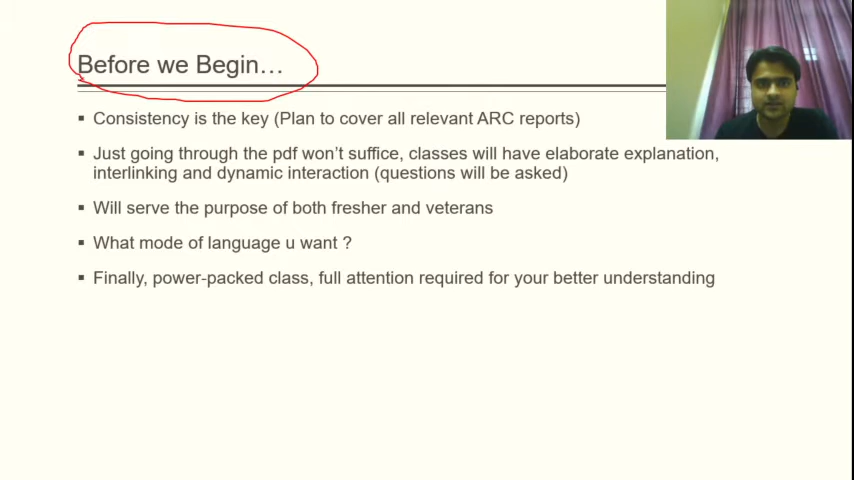 Before we Begin…
▪ Consistency is the key (Plan to cover all relevant ARC reports)
▪ Just going through the pdf won't suffice, classes will have elaborate explanation,
interlinking and dynamic interaction (questions will be asked)
▪ Will serve the purpose of both fresher and veterans
▪ What mode of language u want ?
▪ Finally, power-packed class, full attention required for your better understanding